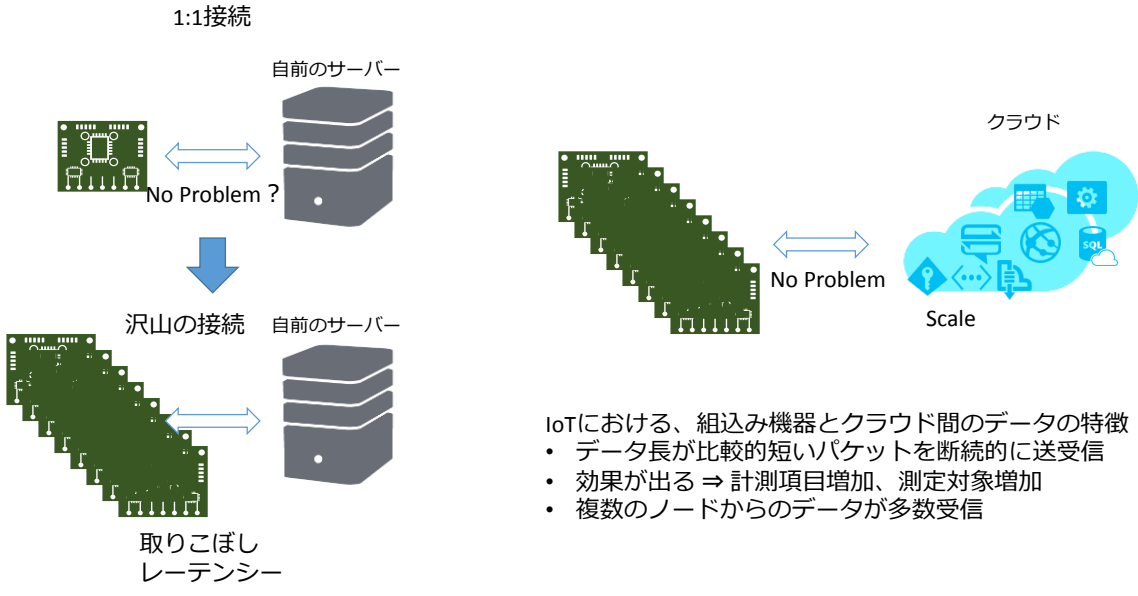 1:1接続
自前のサーバー
No Problem？
沢山の接続
自前のサーバー
取りこぼし
レーテンシー
クラウド
SQL
No Problem
Scale
IoTにおける、組込み機器とクラウド間のデータの特徴
• データ長が比較的短いパケットを断続的に送受信
• 効果が出る ⇒ 計測項目増加、測定対象増加
• 複数のノードからのデータが多数受信